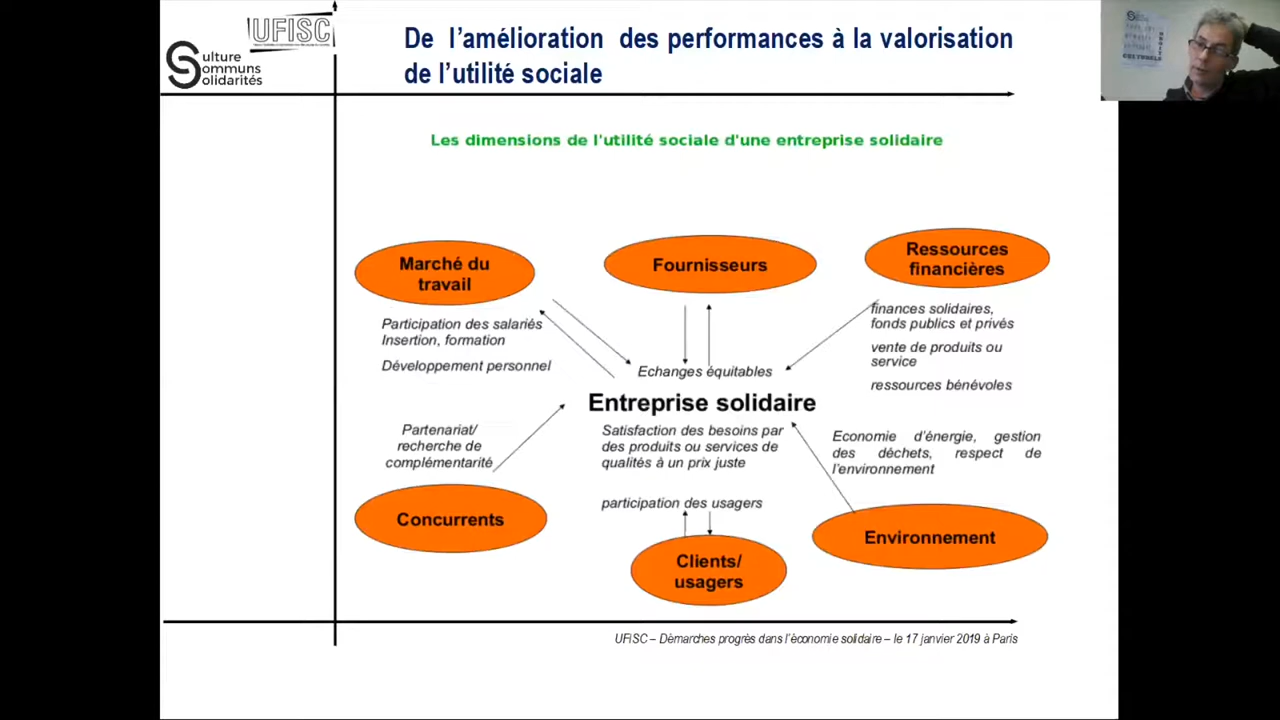 UFISC
Culture
Communs
Solidarités
De l’amélioration des performances à la valorisation
de l’utilité sociale
Les dimensions de l'utilité sociale d'une entreprise solidaire
Marché du
travail
Fournisseurs
Ressources
financières
Participation des salariés
Insertion, formation
Développement personnel
finances solidaires,
fonds publics et privés
vente de produits ou
service
ressources bénévoles
Echanges équitables
Entreprise solidaire
Satisfaction des besoins par
des produits ou services de
qualités à un prix juste
participation des usagers
Partenariat/
recherche de
complémentarité
Economie d’énergie, gestion
des déchets, respect de
l’environnement
Concurrents
Clients/
usagers
Environnement
UFISC – Démarches progrès dans l’économie solidaire – le 17 janvier 2019 à Paris